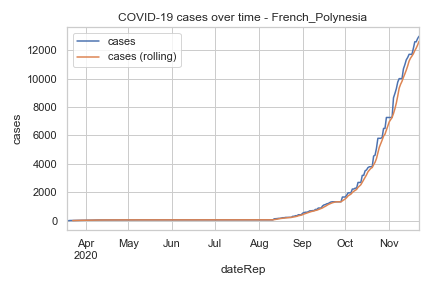 COVID-19 cases over time - French_Polynesia
cases
cases (rolling)
12000
10000
8000
6000
4000
2000
0
cases
Apr
2020
May
Jun
Jul
Aug
Sep
Oct
Nov
dateRep